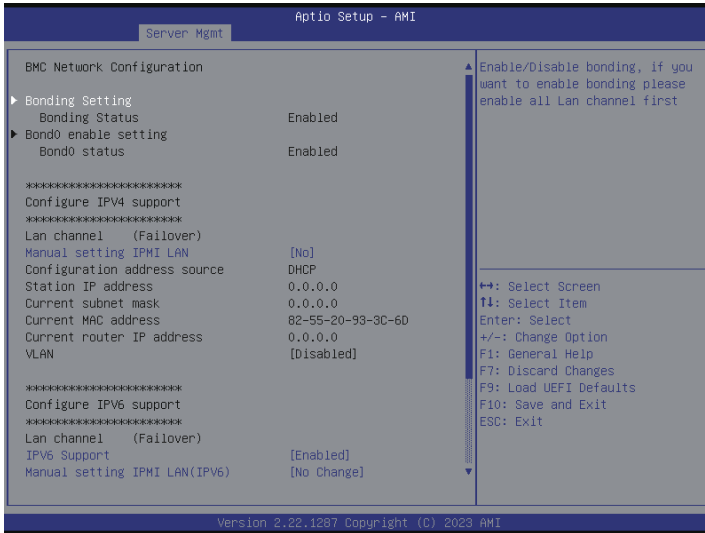 Aptio Setup – AMI
Server Mgmt
BMC Network Configuration
Bonding Setting
Bonding Status Enabled
Bond0 enable setting
Bond0 status Enabled
**********************
Configure IPV4 support
**********************
Lan channel (Failover)
Manual setting IPMI LAN [No]
Configuration address source DHCP
Station IP address 0.0.0.0
Current subnet mask 0.0.0.0
Current MAC address 82-55-20-93-3C-6D
Current router IP address 0.0.0.0
VLAN [Disabled]
**********************
Configure IPV6 support
**********************
Lan channel (Failover)
IPV6 Support [Enabled]
Manual setting IPMI LAN(IPV6) [No Change]
Enable/Disable bonding, if you
want to enable bonding please
enable all Lan channel first
↔: Select Screen
↑↓: Select Item
Enter: Select
+/-: Change Option
F1: General Help
F7: Discard Changes
F9: Load UEFI Defaults
F10: Save and Exit
ESC: Exit
Version 2.22.1287 Copyright (C) 2023 AMI